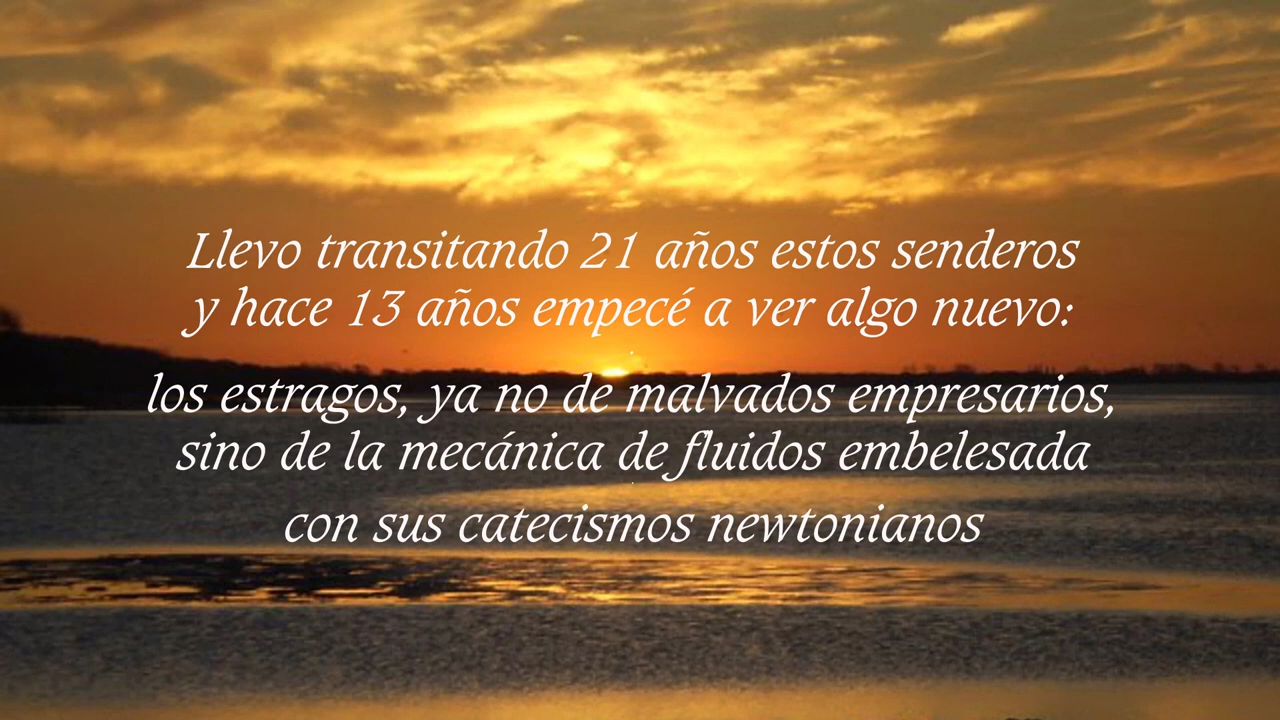 Llevo transitando 21 años estos senderos
y hace 13 años empecé a ver algo nuevo:
los estragos, ya no de malvados empresarios,
sino de la mecánica de fluidos embelesada
con sus catecismos newtonianos